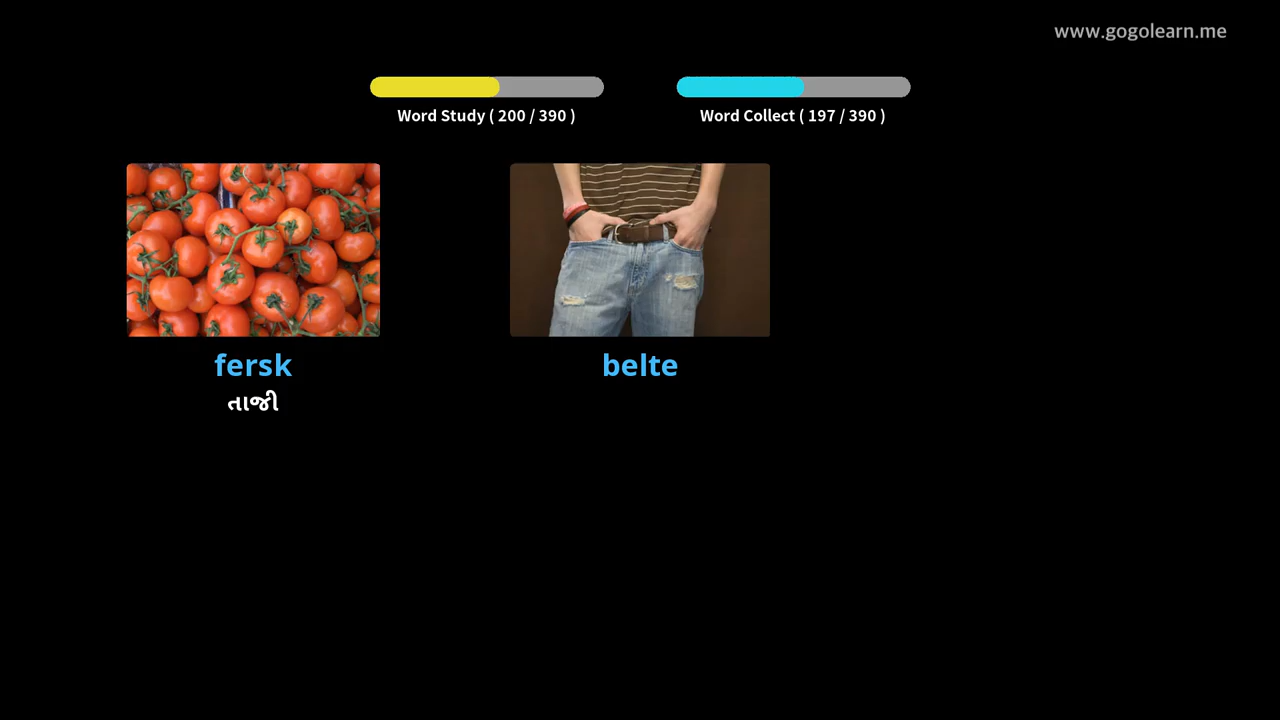 www.gogolearn.me
Word Study ( 200 / 390 )
Word Collect ( 197 / 390 )
fersk
belte
તાજી